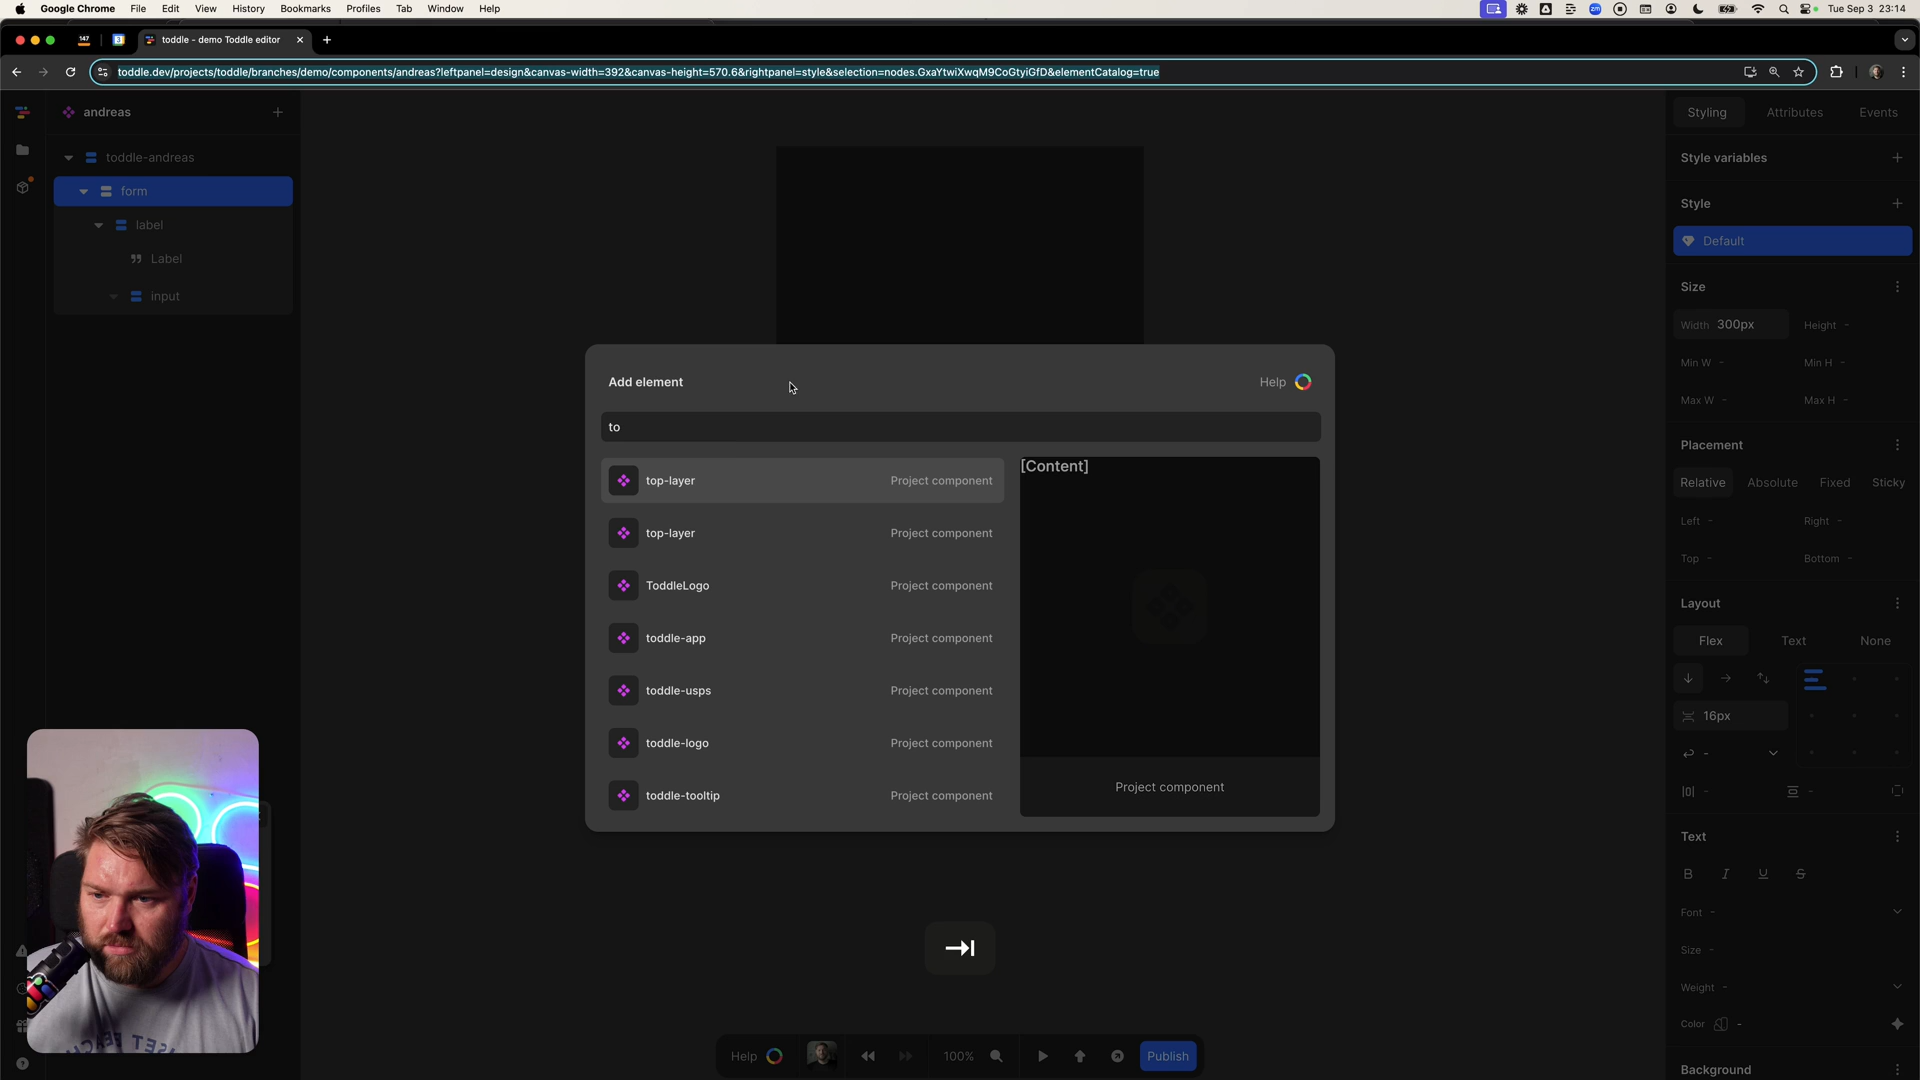 Google Chrome File Edit View History Bookmarks Profiles Tab Window Help
Tue Sep 3 23:14
147
toddle - demo Toddle editor
toddle.dev/projects/toddle/branches/demo/components/andreas?leftpanel=design&canvas-width=392&canvas-height=570.6&rightpanel=style&selection=nodes.GxaYtwiXwqM9CoGtyiGfD&elementCatalog=true
andreas
toddle-andreas
form
label
Label
input
Add element
Help
to
top-layer Project component
top-layer Project component
ToddleLogo Project component
toddle-app Project component
toddle-usps Project component
toddle-logo Project component
toddle-tooltip Project component
[Content]
Project component
Styling Attributes Events
Style variables
Style
Default
Size
Width 300px Height -
Min W - Min H -
Max W - Max H -
Placement
Relative Absolute Fixed Sticky
Left - Right -
Top - Bottom -
Layout
Flex Text None
16px
Text
B I U S
Font -
Size -
Weight -
Color -
Background
Help
100%
Publish